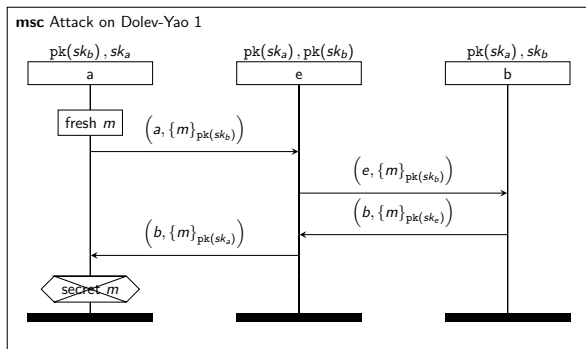 msc Attack on Dolev-Yao 1
pk(sk_b), sk_a
pk(sk_a), pk(sk_b)
pk(sk_a), sk_b
a
e
b
fresh m
(a, {m}_pk(sk_b))
(e, {m}_pk(sk_b))
(b, {m}_pk(sk_e))
(b, {m}_pk(sk_a))
secret m